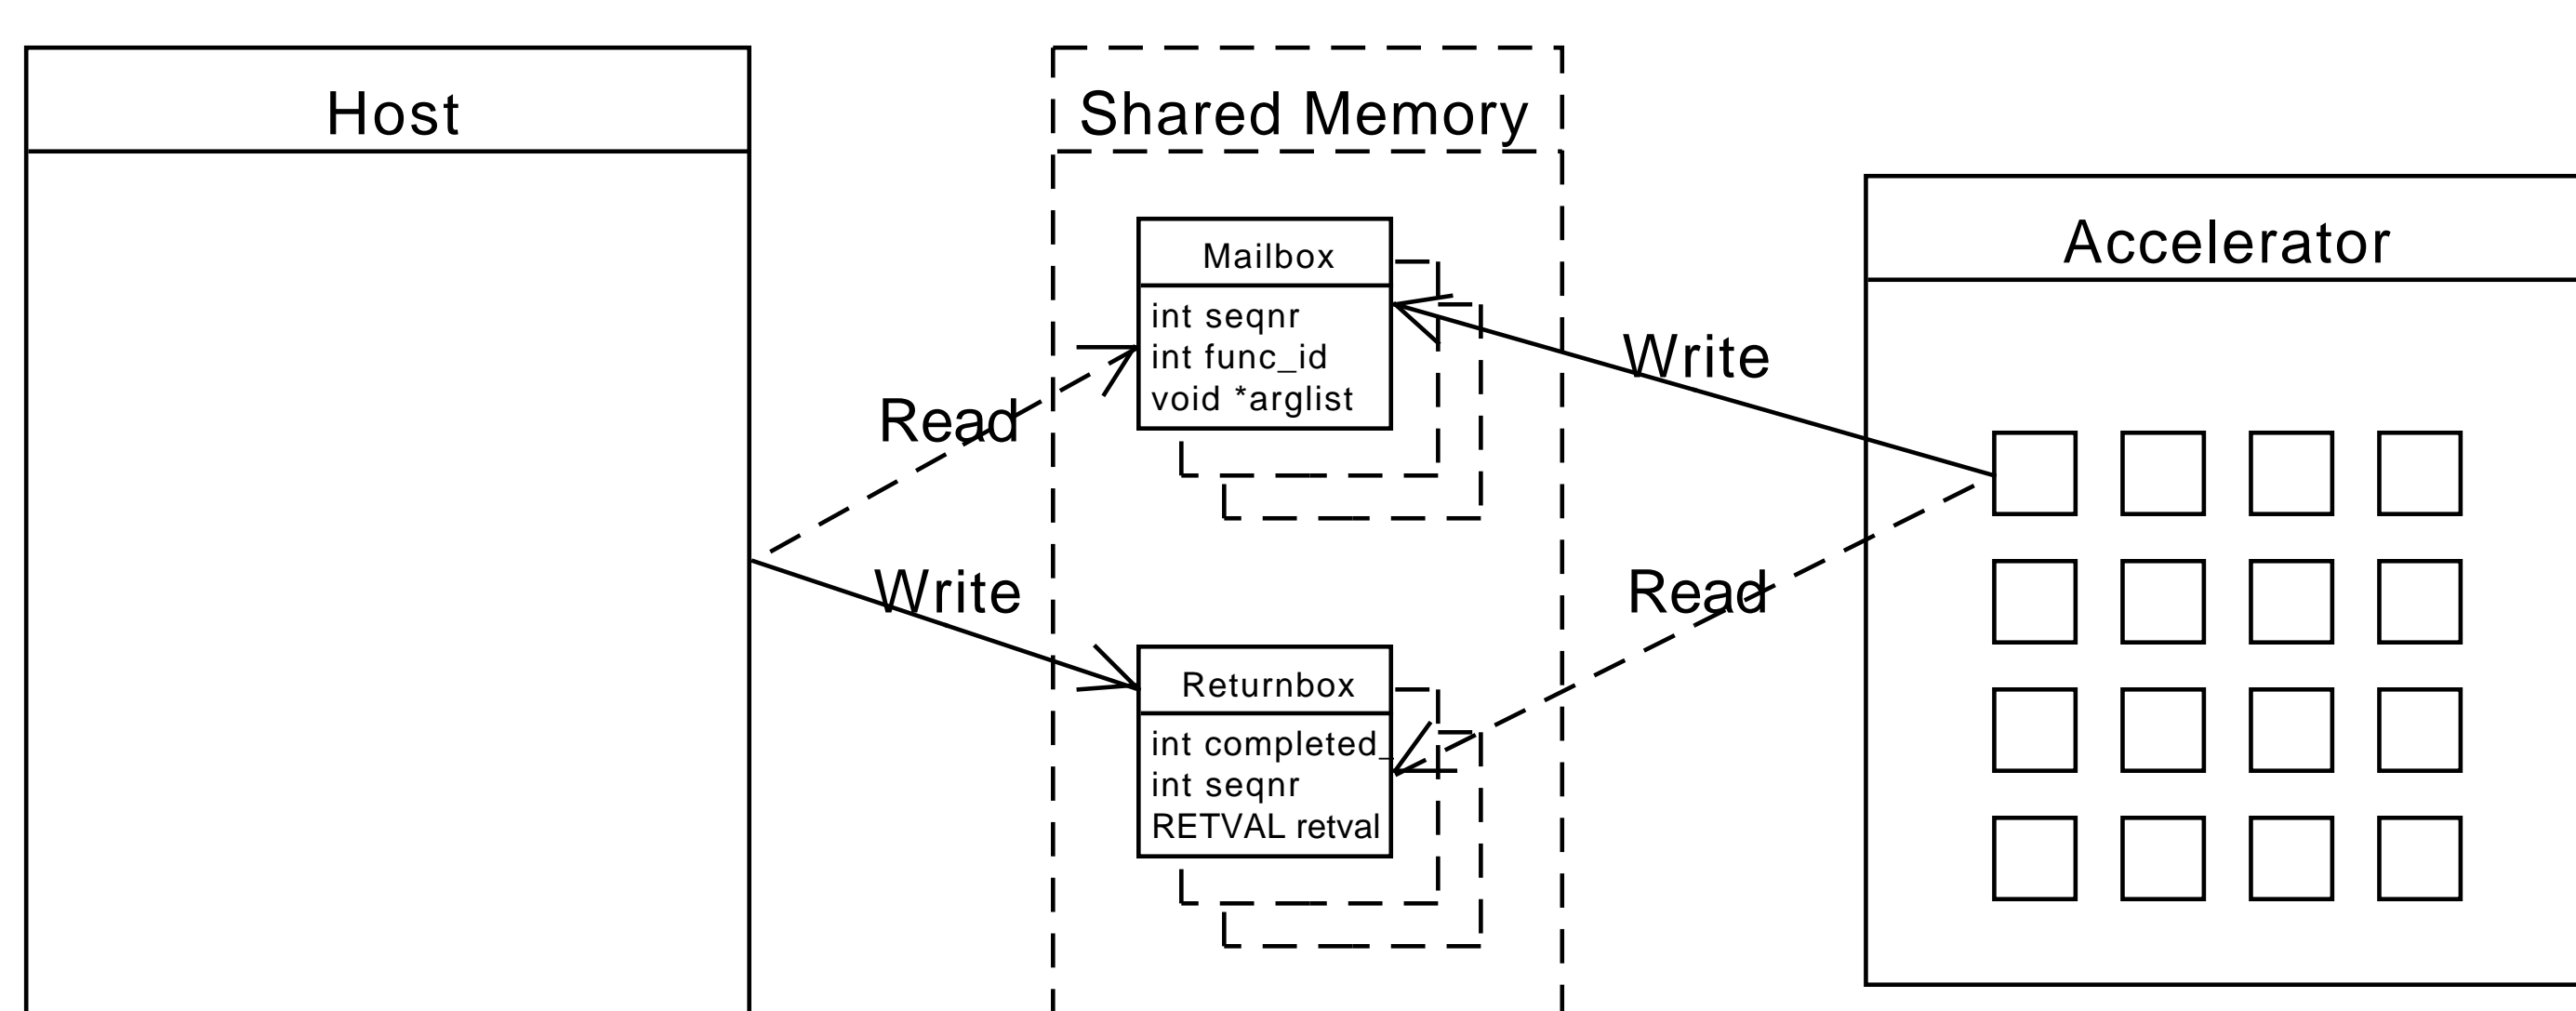 Host
Shared Memory
Accelerator
Mailbox
int seqnr
int func_id
void *arglist
Write
Read
Write
Read
Returnbox
int completed_
int seqnr
RETVAL retval